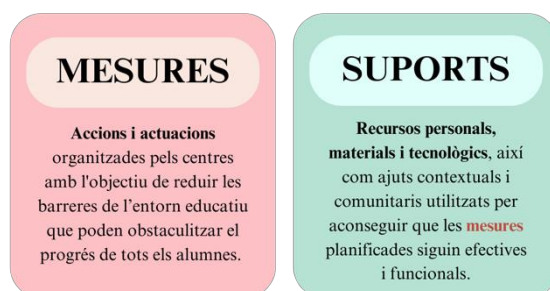 MESURES
Accions i actuacions
organitzades pels centres
amb l'objectiu de reduir les
barreres de l'entorn educatiu
que poden obstaculitzar el
progrés de tots els alumnes.
SUPORTS
Recursos personals,
materials i tecnològics, així
com ajuts contextuals i
comunitaris utilitzats per
aconseguir que les mesures
planificades siguin efectives
i funcionals.